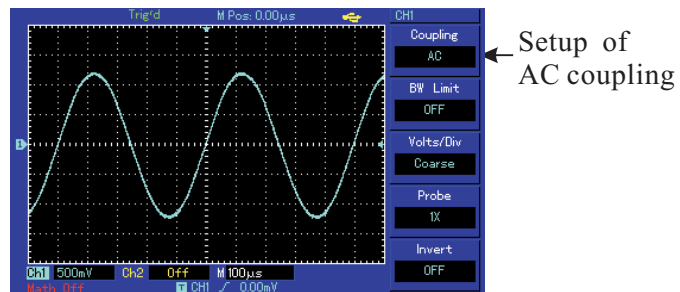 Trig'd M Pos: 0.00μs CH1
Coupling
AC
Setup of
AC coupling
BW Limit
OFF
1
Volts/Div
Coarse
Probe
1X
Invert
OFF
Ch1 500mV Ch2 Off M 100μs
Math Off T CH1 0.00mV